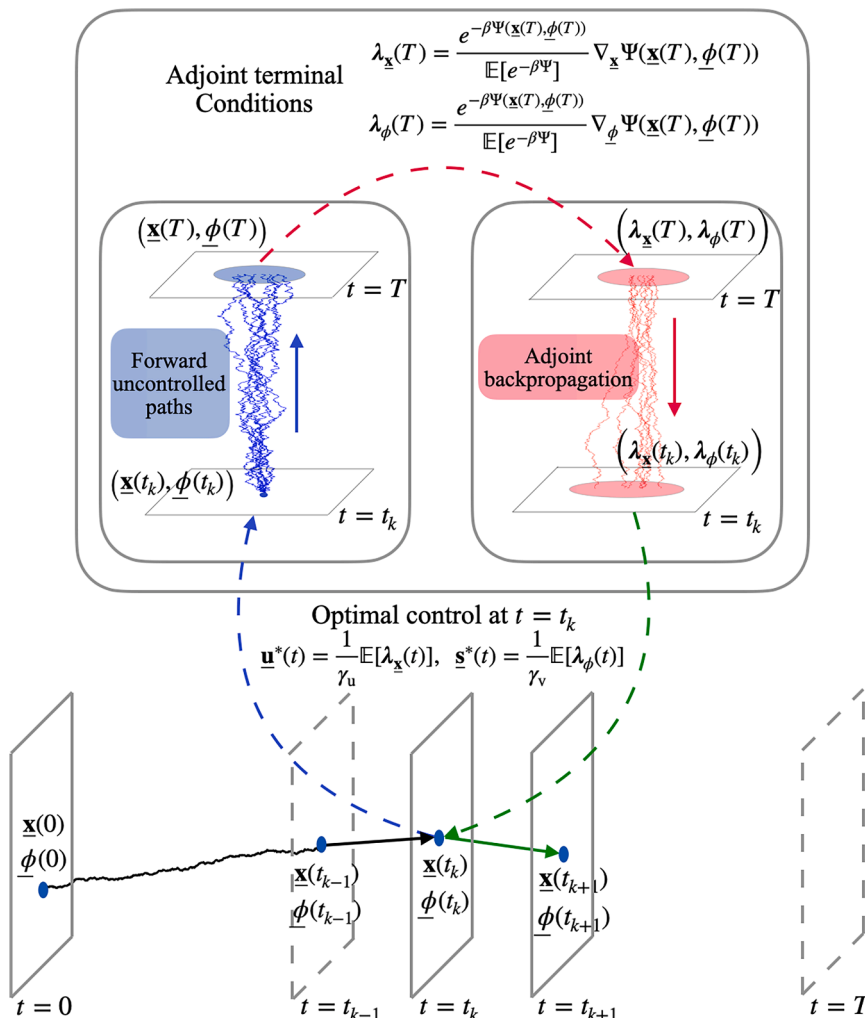 Adjoint terminal
Conditions
λ_x̲(T) = e^{−βΨ(x̲(T),ϕ̲(T))} / 𝔼[e^{−βΨ}] ∇_x̲ Ψ(x̲(T), ϕ̲(T))
λ_ϕ(T) = e^{−βΨ(x̲(T),ϕ̲(T))} / 𝔼[e^{−βΨ}] ∇_ϕ̲ Ψ(x̲(T), ϕ̲(T))
(x̲(T), ϕ̲(T))
t = T
Forward
uncontrolled
paths
(x̲(t_k), ϕ̲(t_k))
t = t_k
(λ_x̲(T), λ_ϕ(T))
t = T
Adjoint
backpropagation
(λ_x̲(t_k), λ_ϕ(t_k))
t = t_k
Optimal control at t = t_k
u̲*(t) = 1/γ_u 𝔼[λ_x̲(t)], s̲*(t) = 1/γ_v 𝔼[λ_ϕ(t)]
x̲(0)
ϕ̲(0)
x̲(t_{k−1})
ϕ̲(t_{k−1})
x̲(t_k)
ϕ̲(t_k)
x̲(t_{k+1})
ϕ̲(t_{k+1})
t = 0
t = t_{k−1}
t = t_k
t = t_{k+1}
t = T